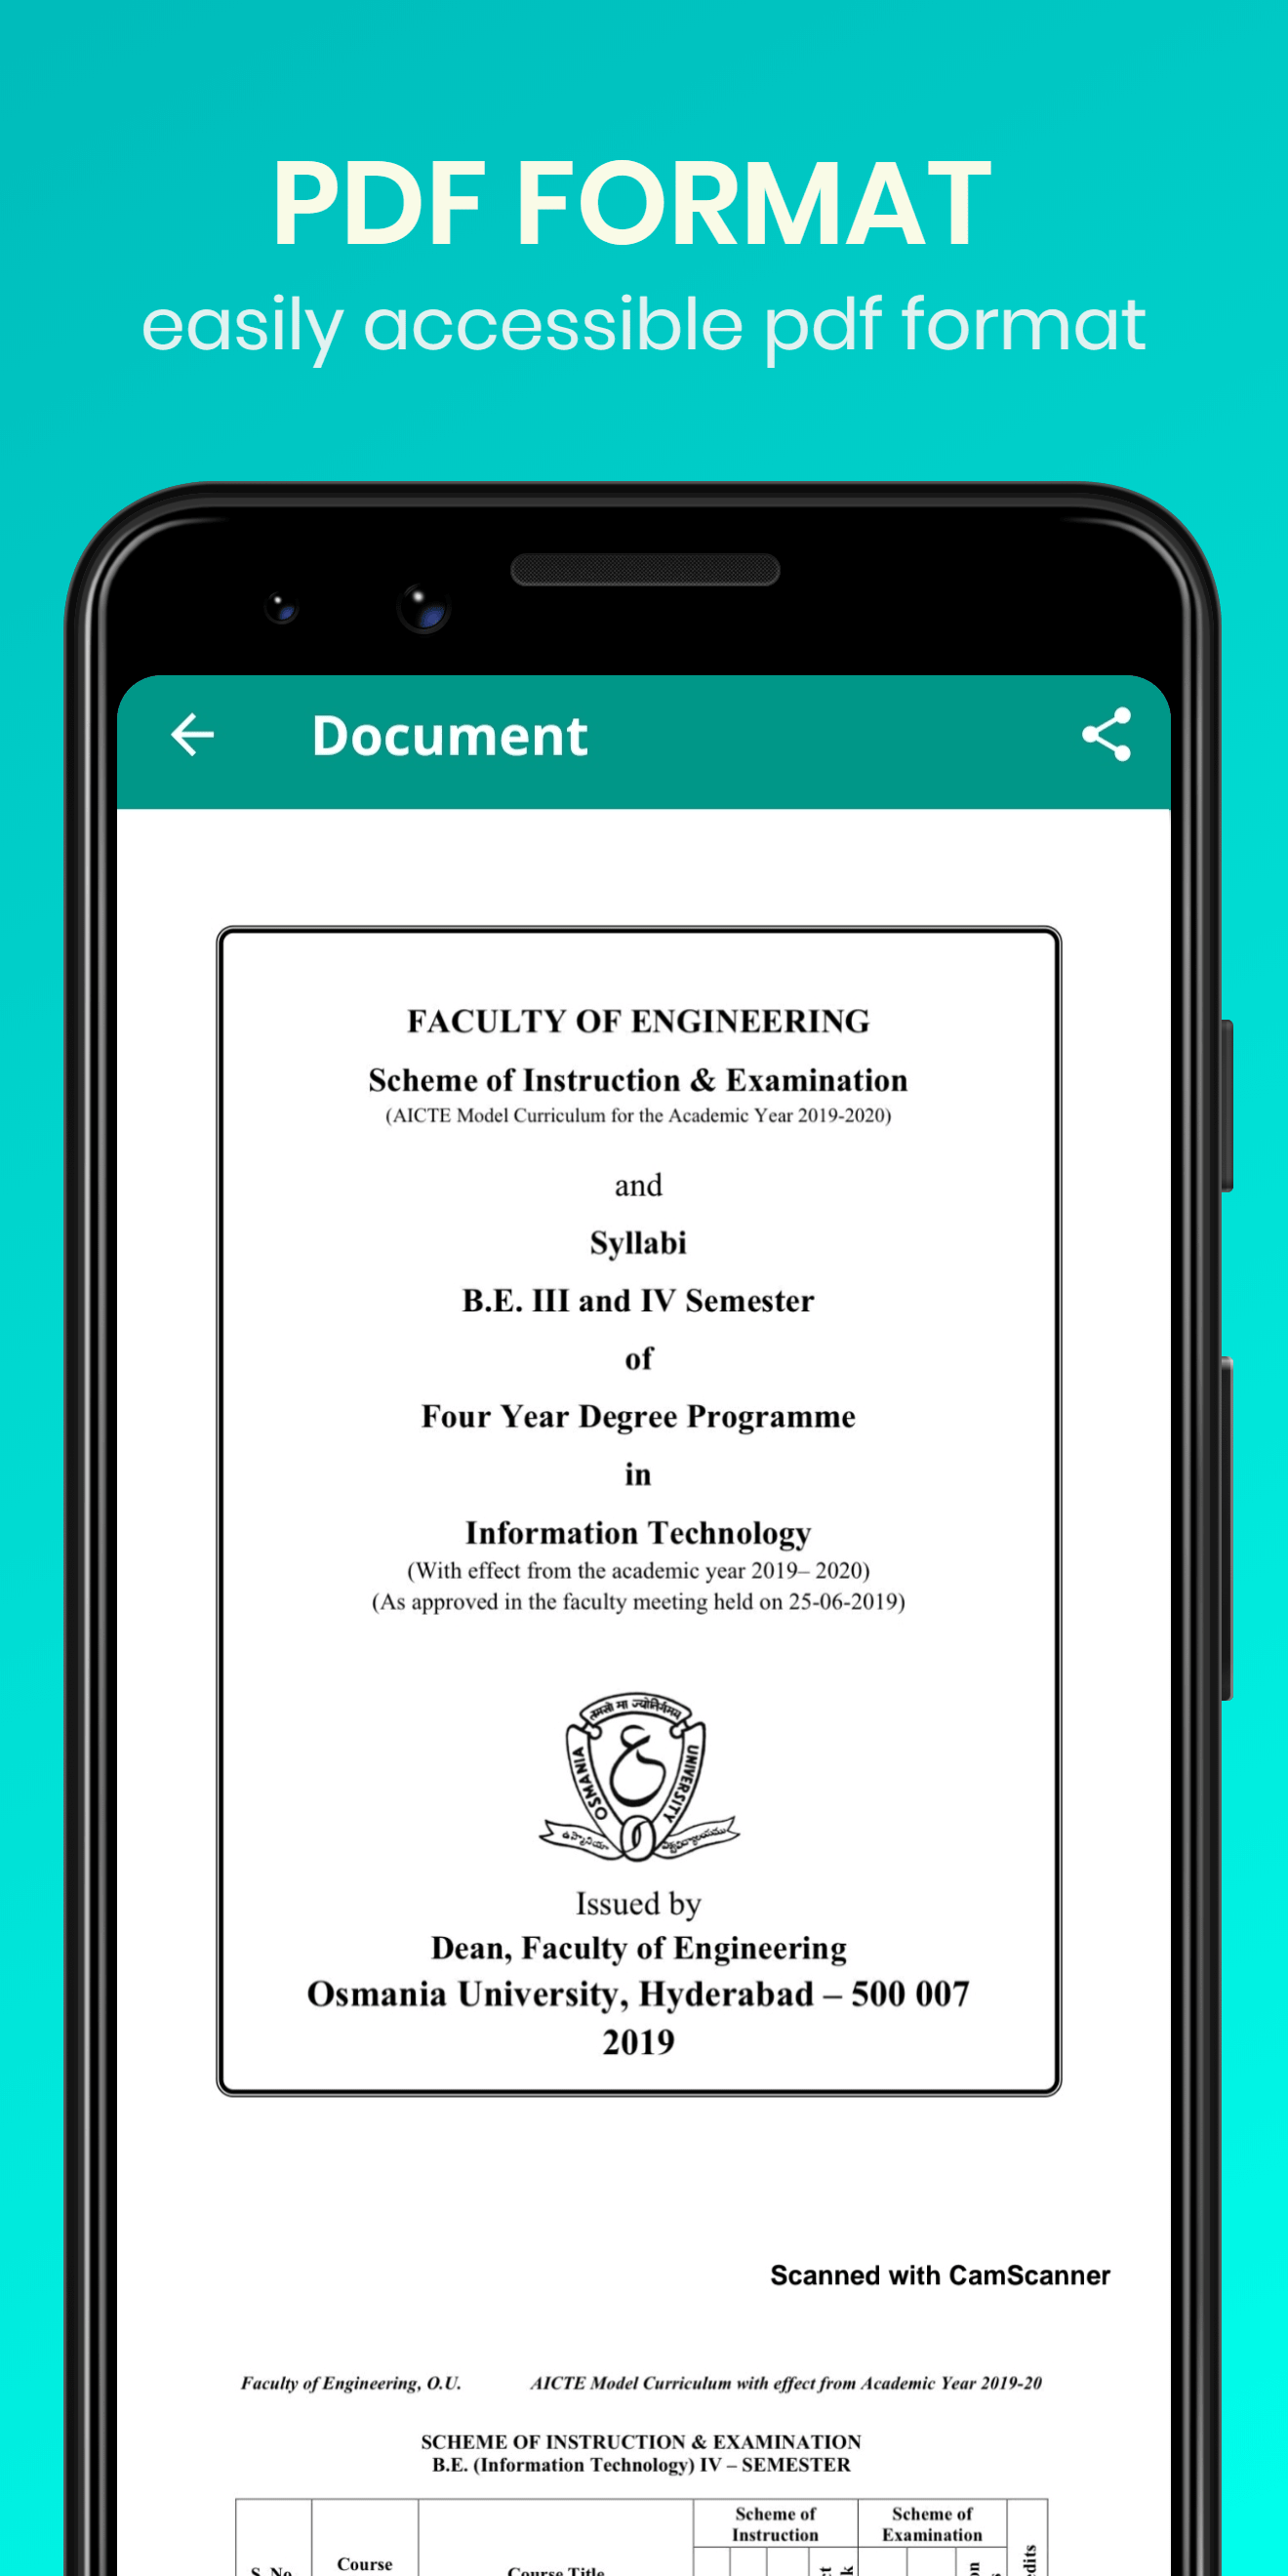 PDF FORMAT
easily accessible pdf format
Document
FACULTY OF ENGINEERING
Scheme of Instruction & Examination
(AICTE Model Curriculum for the Academic Year 2019-2020)
and
Syllabi
B.E. III and IV Semester
of
Four Year Degree Programme
in
Information Technology
(With effect from the academic year 2019– 2020)
(As approved in the faculty meeting held on 25-06-2019)
तमसो मा ज्योतिर्गमय
OSMANIA UNIVERSITY
ع
Issued by
Dean, Faculty of Engineering
Osmania University, Hyderabad – 500 007
2019
Scanned with CamScanner
Faculty of Engineering, O.U. AICTE Model Curriculum with effect from Academic Year 2019-20
SCHEME OF INSTRUCTION & EXAMINATION
B.E. (Information Technology) IV – SEMESTER
Scheme of Instruction
Scheme of Examination
S. No
Course
Course Title